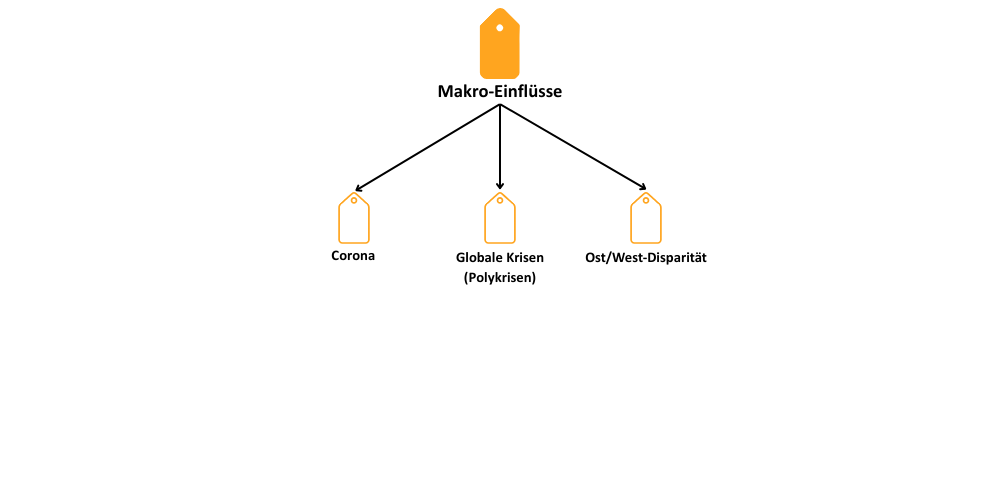 Makro-Einflüsse
Corona
Globale Krisen
(Polykrisen)
Ost/West-Disparität